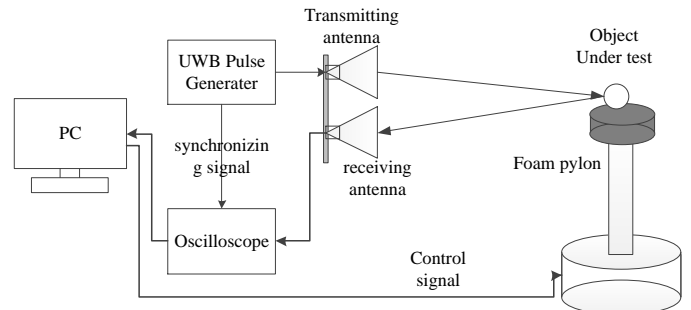 Transmitting
antenna
Object
Under test
UWB Pulse
Generater
PC
synchronizin
g signal
receiving
antenna
Foam pylon
Oscilloscope
Control
signal